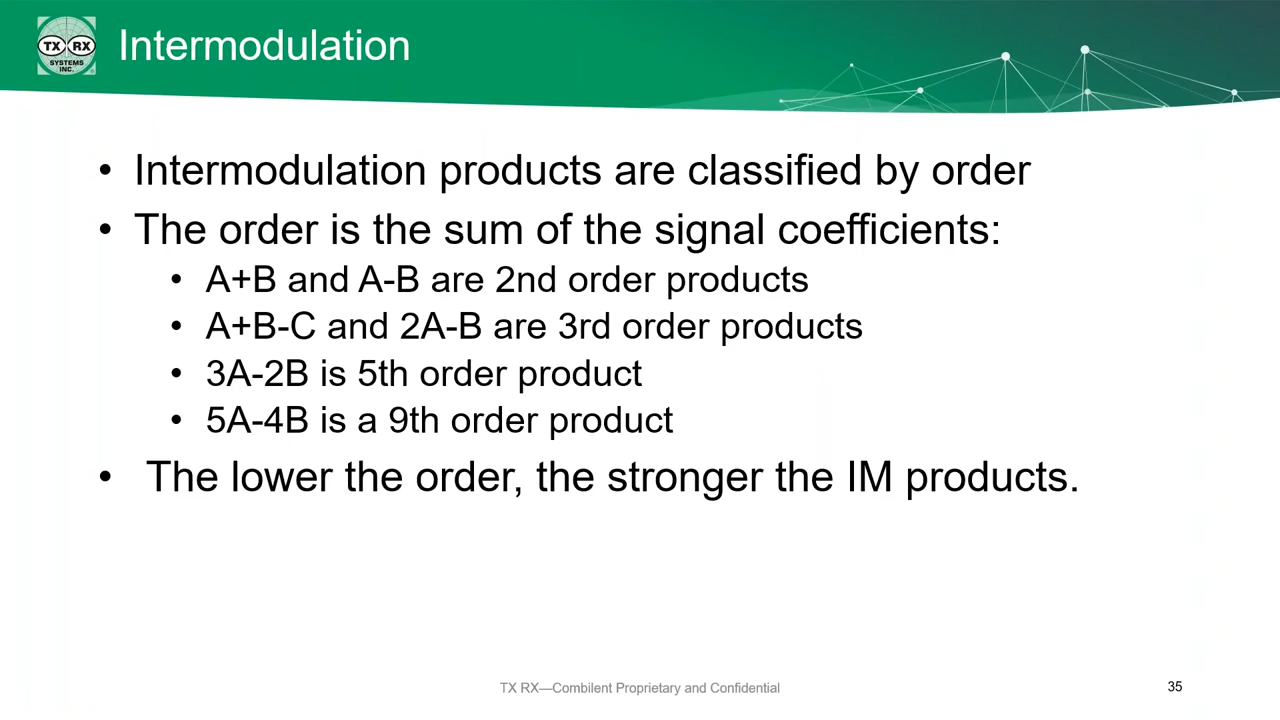 TX RX
SYSTEMS
INC.
Intermodulation
• Intermodulation products are classified by order
• The order is the sum of the signal coefficients:
• A+B and A-B are 2nd order products
• A+B-C and 2A-B are 3rd order products
• 3A-2B is 5th order product
• 5A-4B is a 9th order product
• The lower the order, the stronger the IM products.
TX RX—Combilent Proprietary and Confidential
35